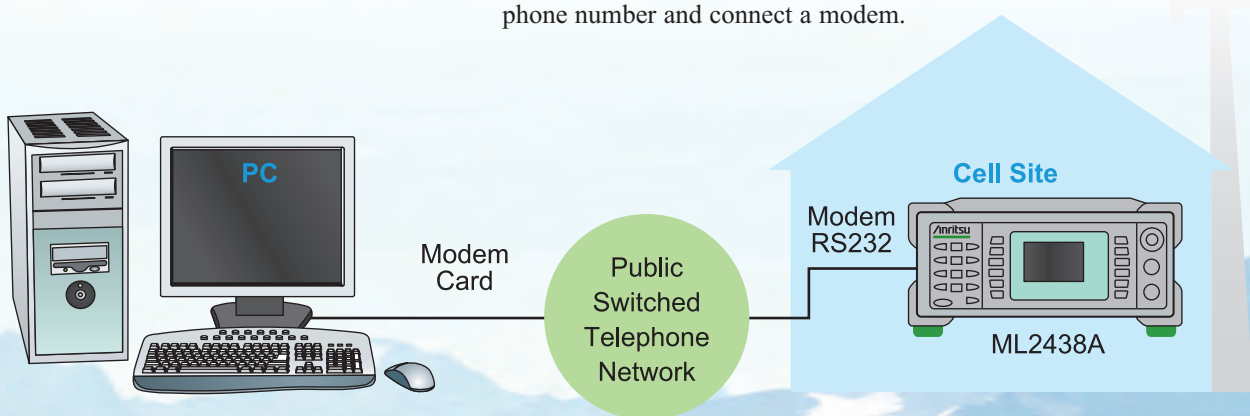 phone number and connect a modem.
PC
Modem
Card
Public
Switched
Telephone
Network
Cell Site
Modem
RS232
Anritsu
ML2438A